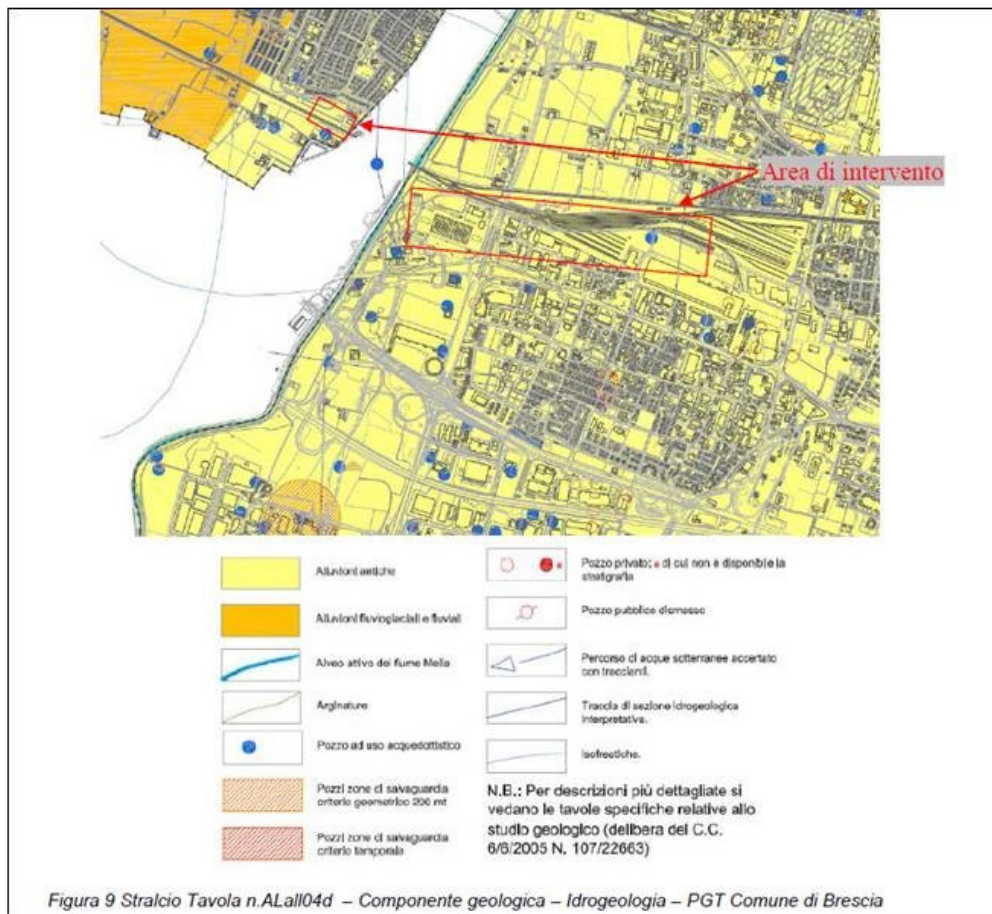 Area di intervento
Alluvioni antiche
Alluvioni fluvioglaciali e fluviali
Alveo attivo del fiume Mella
Arginature
Pozzo ad uso acquedottistico
Pozzi zone di salvaguardia
criterio geometrico 200 mt
Pozzi zone di salvaguardia
criterio temporale
Pozzo privato; a di cui non è disponibile la
stratigrafia
Pozzo pubblico dismesso
Percorso di acque sotterranee accertato
con traccianti.
Traccia di sezione idrogeologica
interpretative.
Isofreatiche.
N.B.: Per descrizioni più dettagliate si
vedano le tavole specifiche relative allo
studio geologico (delibera del C.C.
6/6/2005 N. 107/22663)
Figura 9 Stralcio Tavola n.ALall04d – Componente geologica – Idrogeologia – PGT Comune di Brescia